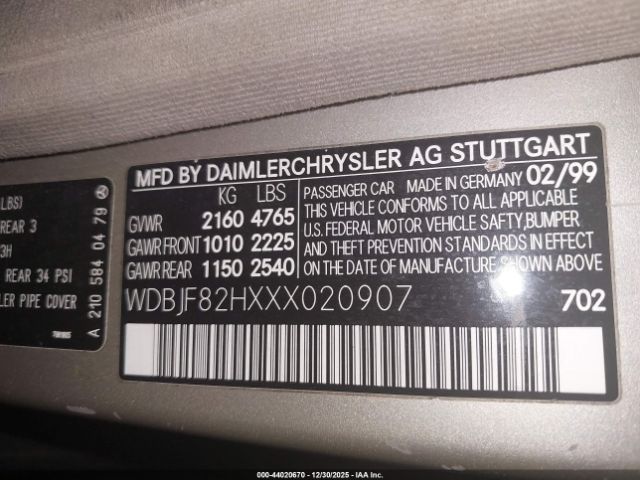 MFD BY DAIMLERCHRYSLER AG STUTTGART
KG LBS
GVWR 2160 4765
GAWR FRONT 1010 2225
GAWR REAR 1150 2540
PASSENGER CAR MADE IN GERMANY 02/99
THIS VEHICLE CONFORMS TO ALL APPLICABLE
U.S. FEDERAL MOTOR VEHICLE SAFTY,BUMPER
AND THEFT PREVENTION STANDARDS IN EFFECT
ON THE DATE OF MANUFACTURE SHOWN ABOVE
WDBJF82HXXX020907 702
LBS)
REAR 3
3H
REAR 34 PSI
LER PIPE COVER
A 210 584 04 79
000-44020670 - 12/30/2025 - IAA Inc.